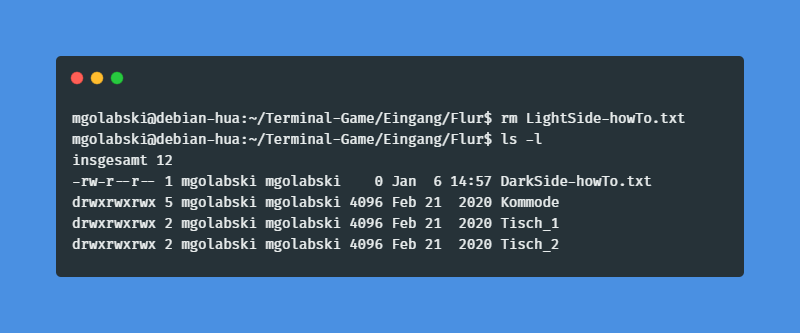 mgolabski@debian-hua:~/Terminal-Game/Eingang/Flur$ rm LightSide-howTo.txt
mgolabski@debian-hua:~/Terminal-Game/Eingang/Flur$ ls -l
insgesamt 12
-rw-r--r-- 1 mgolabski mgolabski    0 Jan  6 14:57 DarkSide-howTo.txt
drwxrwxrwx 5 mgolabski mgolabski 4096 Feb 21  2020 Kommode
drwxrwxrwx 2 mgolabski mgolabski 4096 Feb 21  2020 Tisch_1
drwxrwxrwx 2 mgolabski mgolabski 4096 Feb 21  2020 Tisch_2